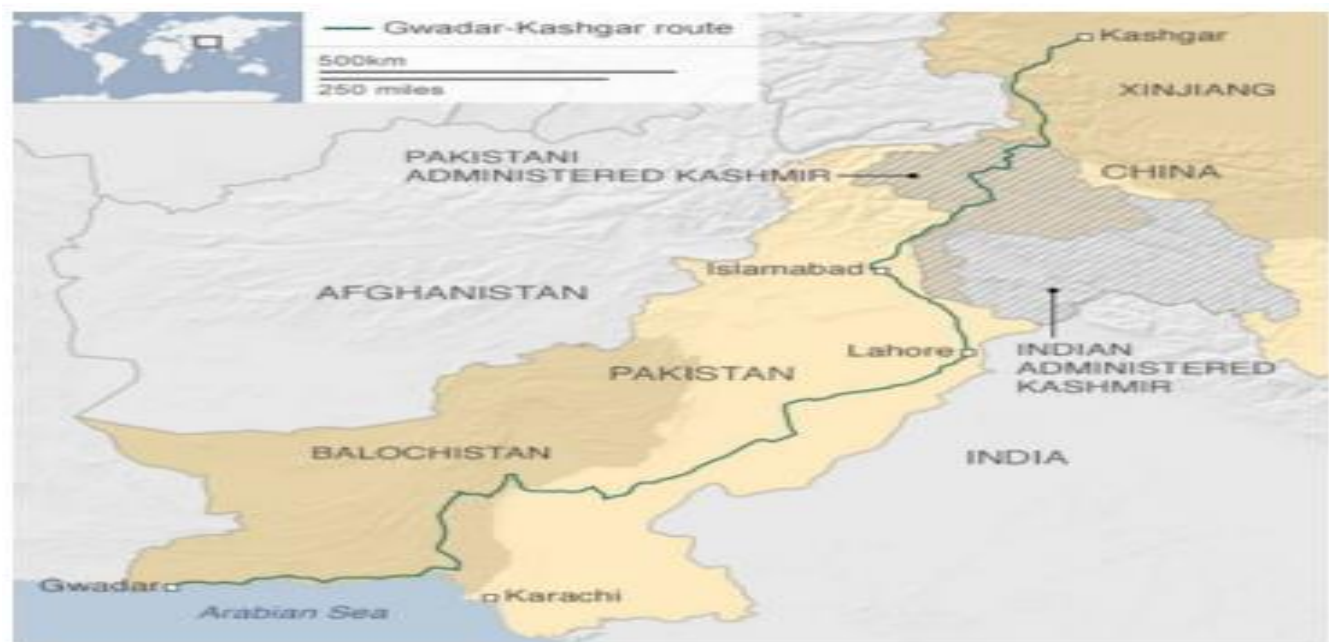 Gwadar-Kashgar route
500km
250 miles
Kashgar
XINJIANG
PAKISTANI
ADMINISTERED KASHMIR
CHINA
Islamabad
AFGHANISTAN
Lahore
INDIAN
ADMINISTERED
KASHMIR
PAKISTAN
BALOCHISTAN
INDIA
Gwadar
Karachi
Arabian Sea